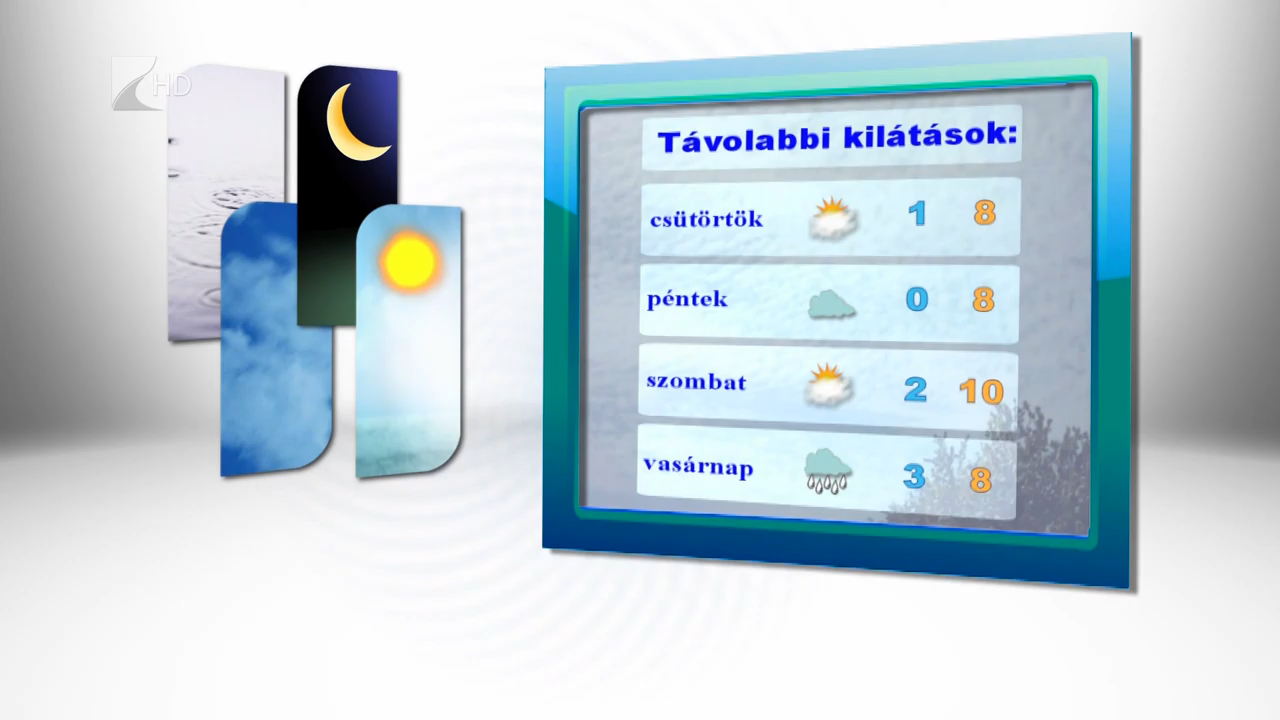 HD
Távolabbi kilátások:
csütörtök 1 8
péntek 0 8
szombat 2 10
vasárnap 3 8